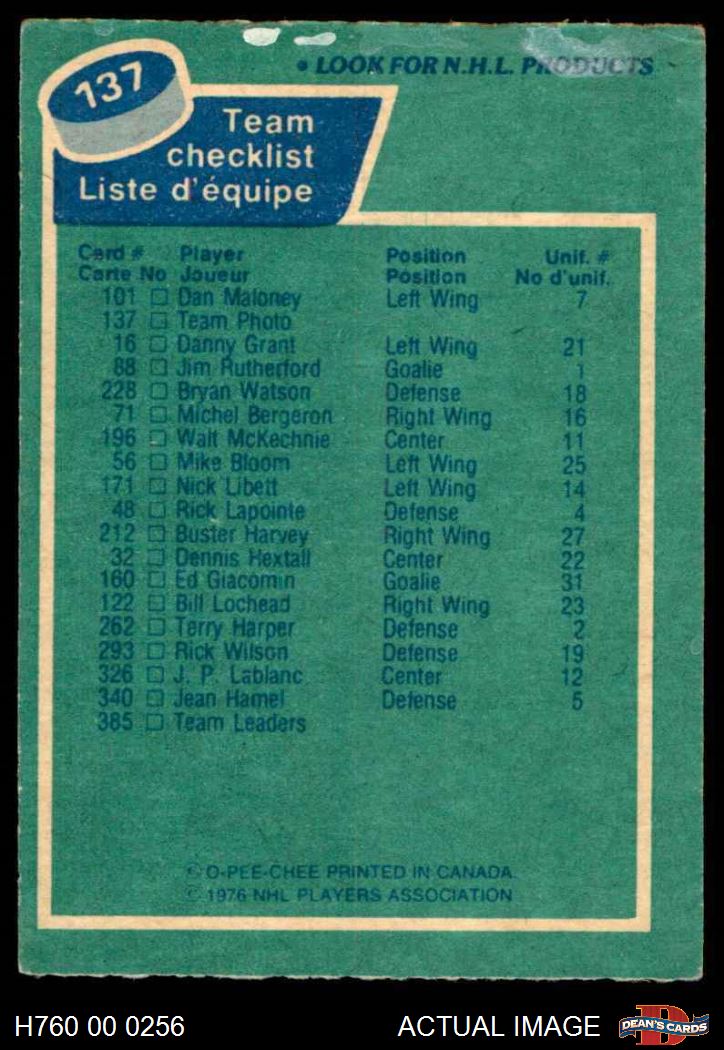 • LOOK FOR N.H.L. PRODUCTS
137
Team
checklist
Liste d'équipe
Card # Player Position Unif. #
Carte No Joueur Position No d'unif.
101 □ Dan Maloney Left Wing 7
137 □ Team Photo
16 □ Danny Grant Left Wing 21
88 □ Jim Rutherford Goalie 1
228 □ Bryan Watson Defense 18
71 □ Michel Bergeron Right Wing 16
196 □ Walt McKechnie Center 11
56 □ Mike Bloom Left Wing 25
171 □ Nick Libett Left Wing 14
48 □ Rick Lapointe Defense 4
212 □ Buster Harvey Right Wing 27
32 □ Dennis Hextall Center 22
160 □ Ed Giacomin Goalie 31
122 □ Bill Lochead Right Wing 23
262 □ Terry Harper Defense 2
293 □ Rick Wilson Defense 19
326 □ J. P. Lablanc Center 12
340 □ Jean Hamel Defense 5
385 □ Team Leaders
© O-PEE-CHEE PRINTED IN CANADA.
© 1976 NHL PLAYERS ASSOCIATION
H760 00 0256 ACTUAL IMAGE D DEAN'S CARDS